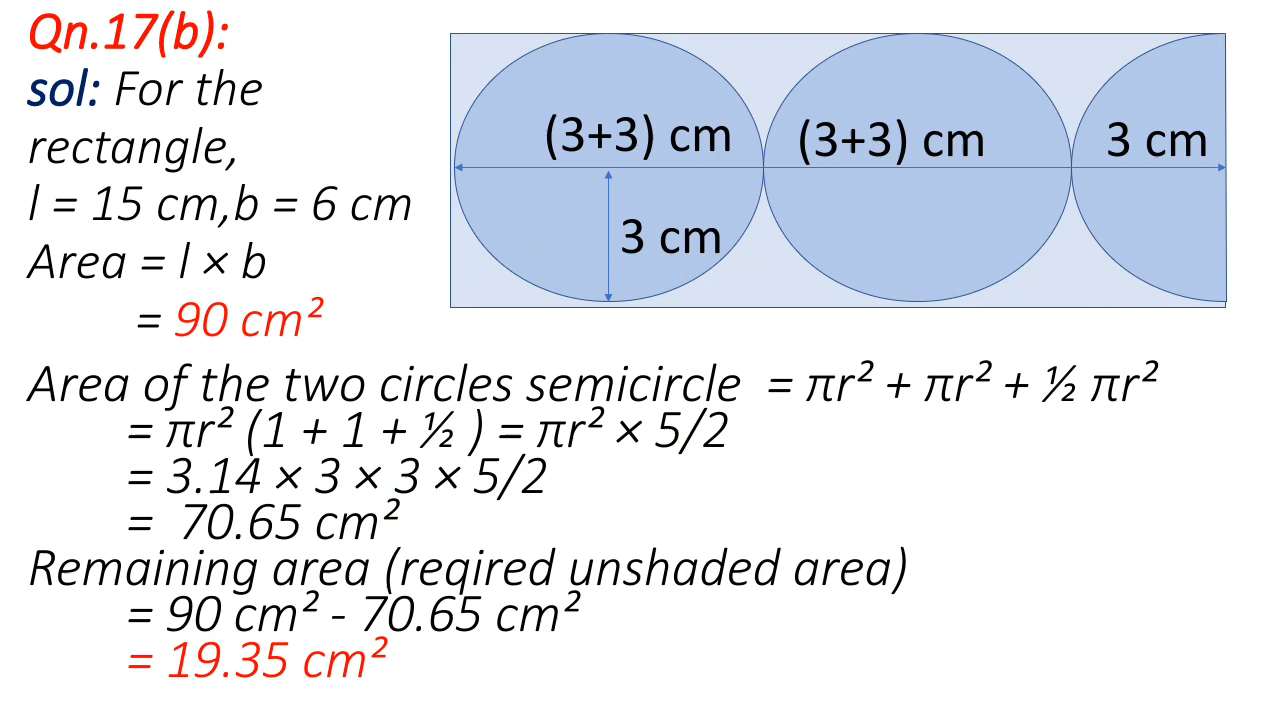 Qn.17(b):
sol: For the
rectangle,
l = 15 cm,b = 6 cm
Area = l × b
= 90 cm²
(3+3) cm
(3+3) cm
3 cm
3 cm
Area of the two circles semicircle = πr² + πr² + ½ πr²
= πr² (1 + 1 + ½ ) = πr² × 5/2
= 3.14 × 3 × 3 × 5/2
= 70.65 cm²
Remaining area (reqired unshaded area)
= 90 cm² - 70.65 cm²
= 19.35 cm²